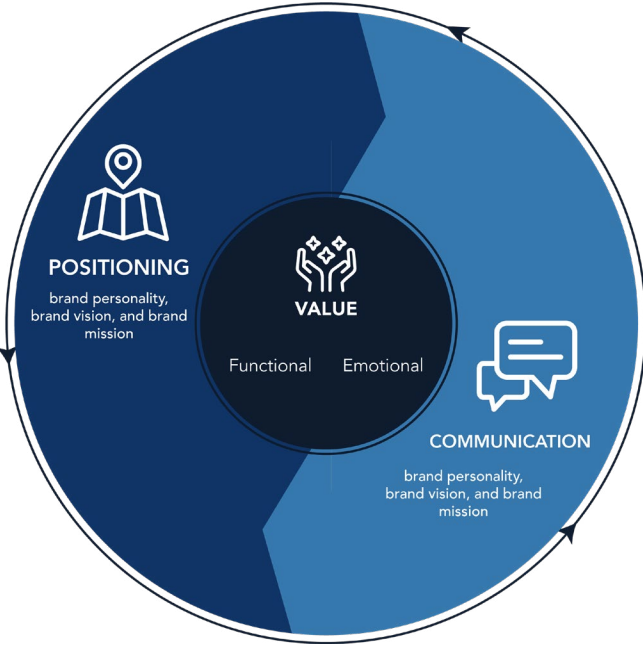 POSITIONING
brand personality,
brand vision, and brand
mission
VALUE
Functional Emotional
COMMUNICATION
brand personality,
brand vision, and brand
mission